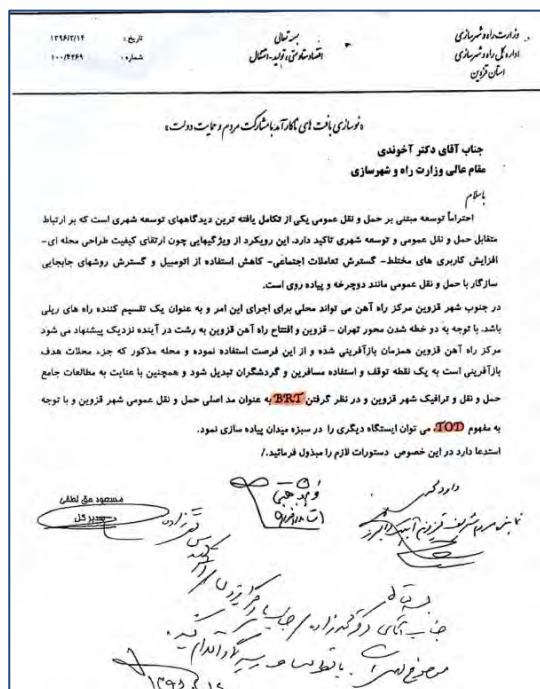 وزارت راه و شهرسازی
اداره کل راه و شهرسازی
استان قزوین
بسمه تعالی
اقتصاد مقاومتی، تولید - اشتغال
تاریخ: ۱۳۹۶/۳/۱۴
شماره: ۱۰۰/۴۲۶۹
«نوسازی بافت های ناکارآمد با مشارکت مردم و حمایت دولت»
جناب آقای دکتر آخوندی
مقام عالی وزارت راه و شهرسازی
باسلام
احتراماً توسعه مبتنی بر حمل و نقل عمومی یکی از تکامل یافته ترین دیدگاههای توسعه شهری است که بر ارتباط
متقابل حمل و نقل عمومی و توسعه شهری تاکید دارد. این رویکرد از ویژگیهایی چون ارتقای کیفیت طراحی محله ای-
افزایش کاربری های مختلط- گسترش تعاملات اجتماعی- کاهش استفاده از اتومبیل و گسترش روشهای جابجایی
سازگار با حمل و نقل عمومی مانند دوچرخه و پیاده روی است.
در جنوب شهر قزوین مرکز راه آهن می تواند محلی برای اجرای این امر و به عنوان یک تقسیم کننده راه های ریلی
باشد. با توجه به دو خطه شدن محور تهران - قزوین و افتتاح راه آهن قزوین به رشت در آینده نزدیک پیشنهاد می شود
مرکز راه آهن قزوین همزمان بازآفرینی شده و از این فرصت استفاده نموده و محله مذکور که جزء محلات هدف
بازآفرینی است به یک نقطه توقف و استفاده مسافرین و گردشگران تبدیل شود و همچنین با عنایت به مطالعات جامع
حمل و نقل و ترافیک شهر قزوین و در نظر گرفتن BRT به عنوان مد اصلی حمل و نقل عمومی شهر قزوین و با توجه
به مفهوم TOD، می توان ایستگاه دیگری را در سبزه میدان پیاده سازی نمود.
استدعا دارد در این خصوص دستورات لازم را مبذول فرمائید./
مسعود حق لطفی
مدیر کل